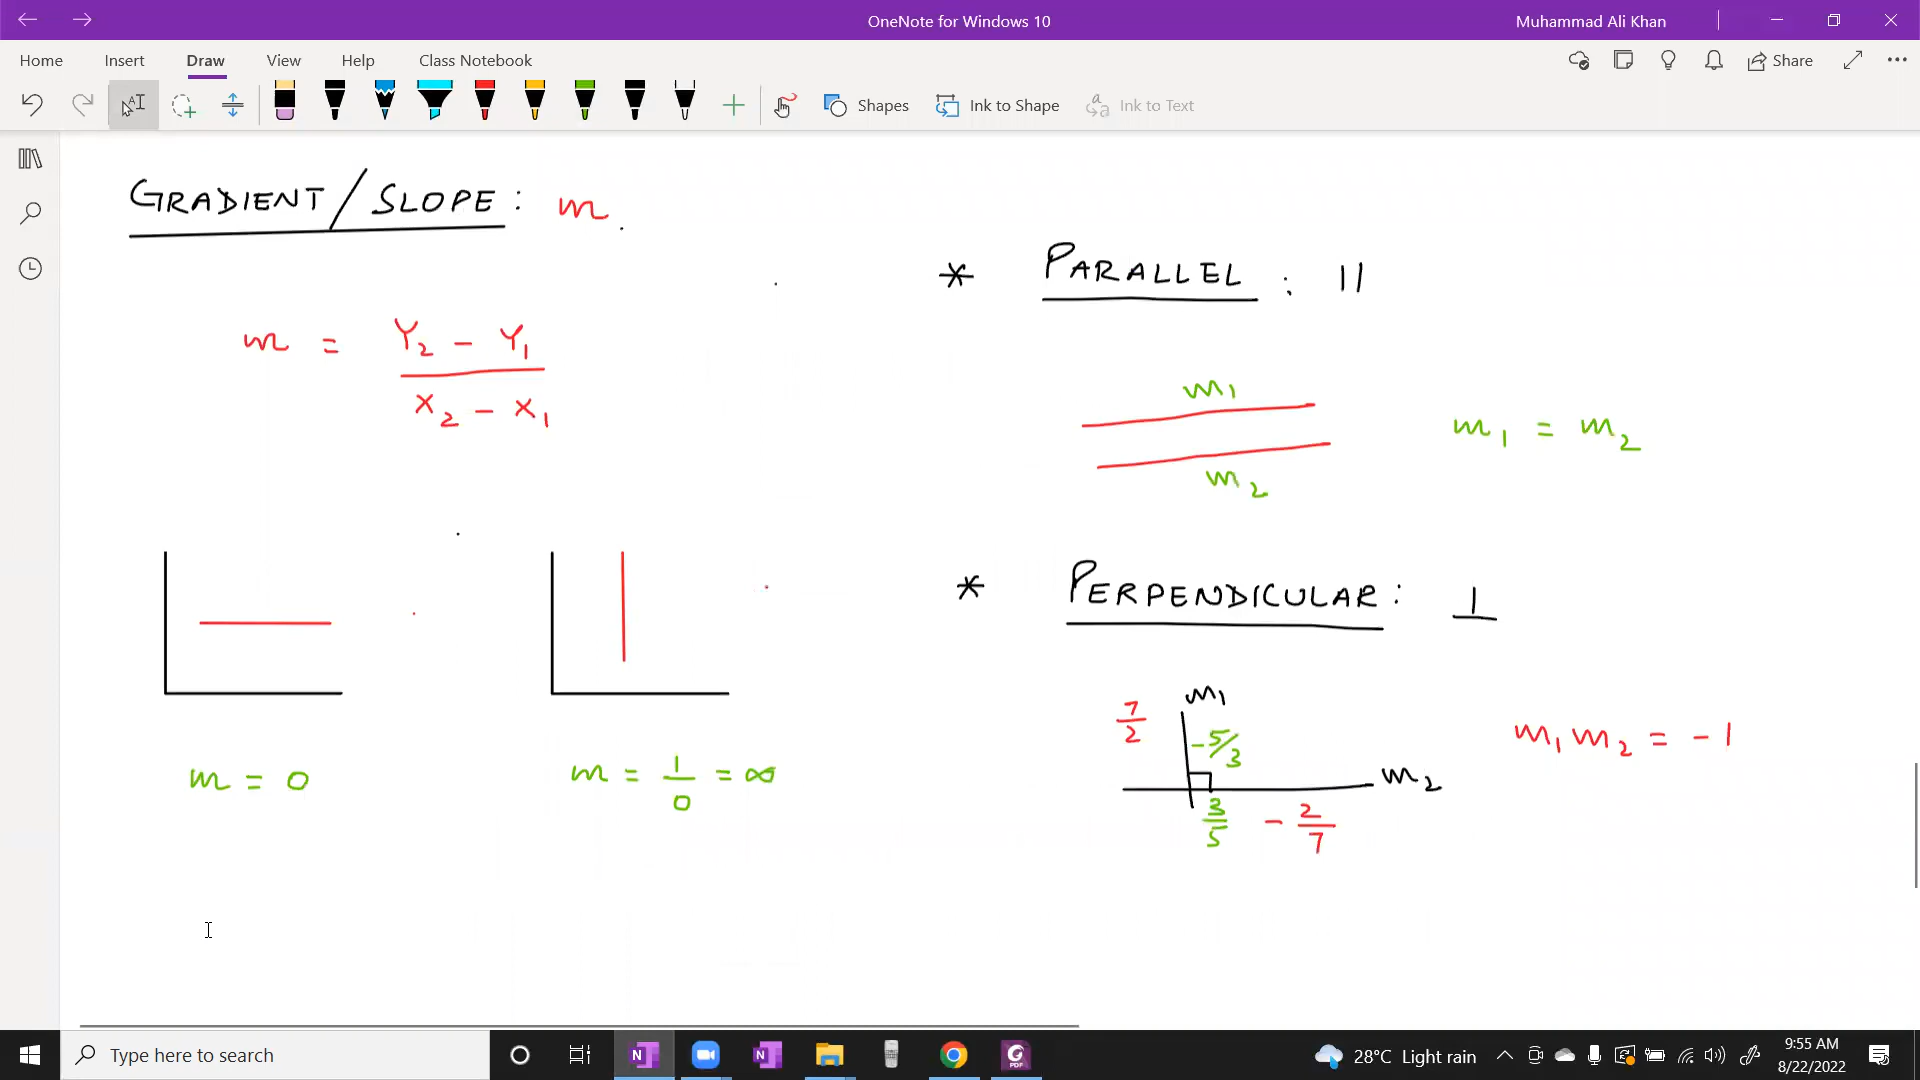 OneNote for Windows 10
Muhammad Ali Khan
Home Insert Draw View Help Class Notebook
Share
Shapes Ink to Shape Ink to Text
GRADIENT/SLOPE : m
* PARALLEL : ||
m = Y₂ - Y₁ / X₂ - X₁
m₁
m₁ = m₂
m₂
* PERPENDICULAR : ⊥
m₁
7/2
-5/3
m₁ m₂ = -1
m₂
3/5 -2/7
m = 0
m = 1/0 = ∞
Type here to search
N
N
PDF
28°C Light rain
9:55 AM
8/22/2022